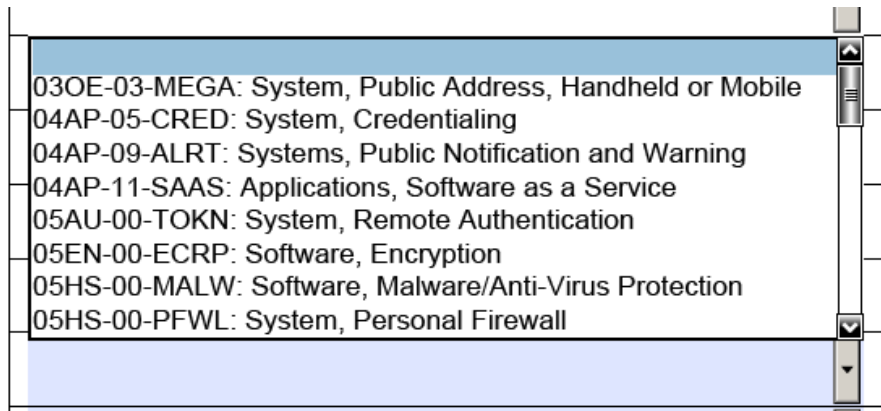 03OE-03-MEGA: System, Public Address, Handheld or Mobile
04AP-05-CRED: System, Credentialing
04AP-09-ALRT: Systems, Public Notification and Warning
04AP-11-SAAS: Applications, Software as a Service
05AU-00-TOKN: System, Remote Authentication
05EN-00-ECRP: Software, Encryption
05HS-00-MALW: Software, Malware/Anti-Virus Protection
05HS-00-PFWL: System, Personal Firewall